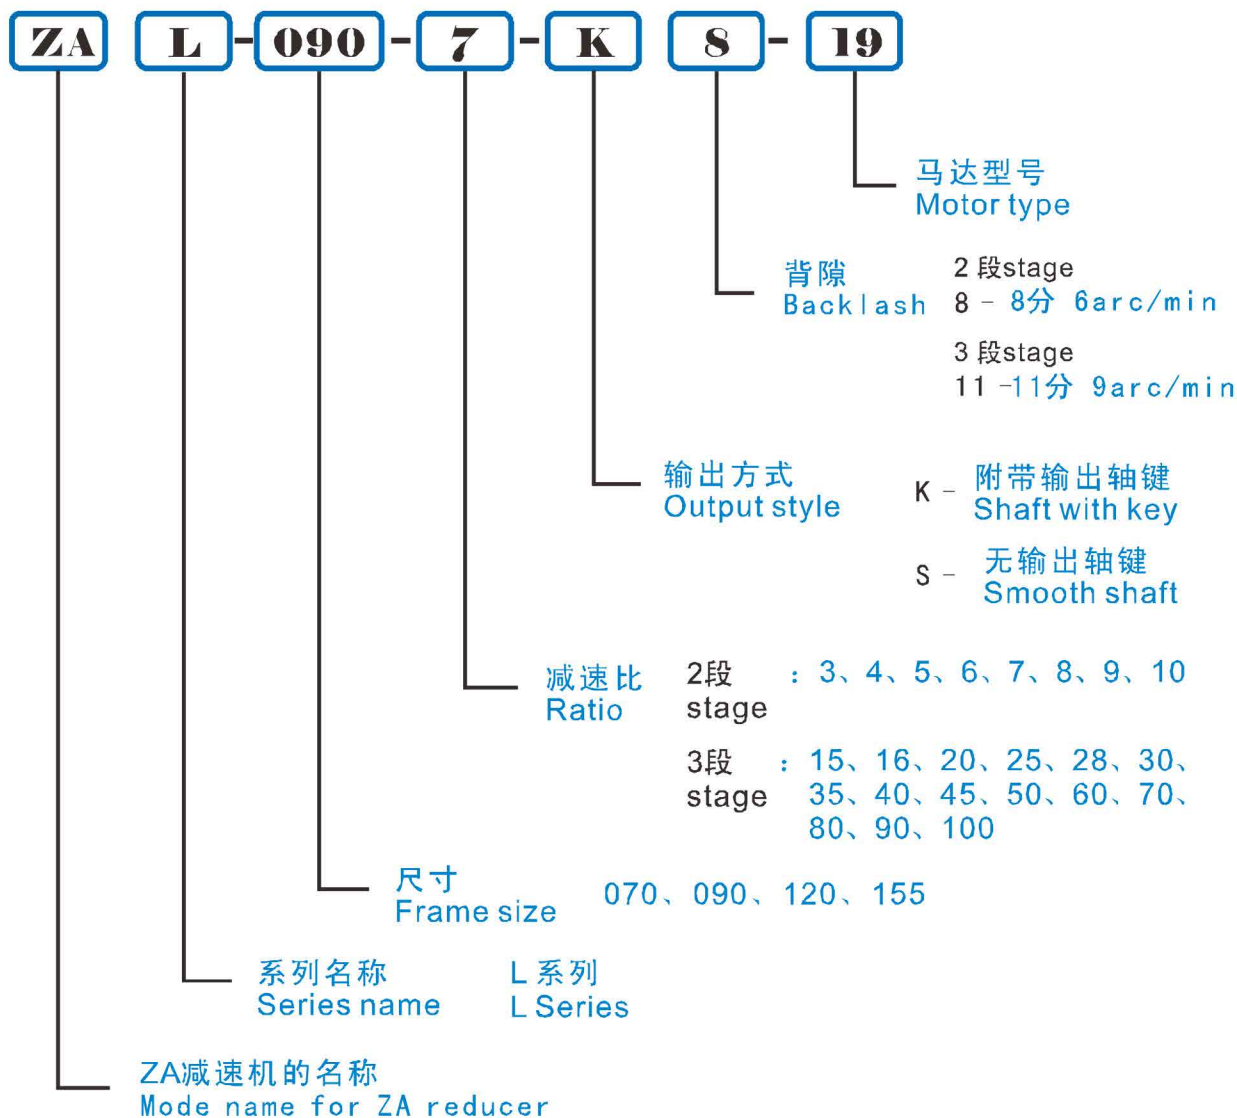 ZA L-090-7-K 8-19
马达型号
Motor type
背隙
Backlash
2 段stage
8 - 8分 6arc/min
3 段stage
11 -11分 9arc/min
输出方式
Output style
K - 附带输出轴键
Shaft with key
S - 无输出轴键
Smooth shaft
减速比
Ratio
2段
stage
：3、4、5、6、7、8、9、10
3段
stage
：15、16、20、25、28、30、
35、40、45、50、60、70、
80、90、100
尺寸
Frame size
070、090、120、155
系列名称
Series name
L 系列
L Series
ZA减速机的名称
Mode name for ZA reducer